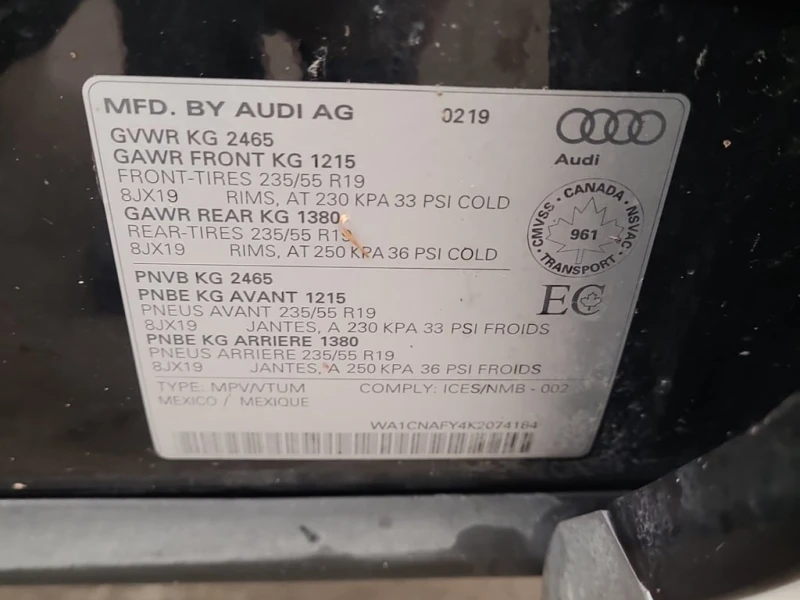 MFD. BY AUDI AG 0219
Audi
GVWR KG 2465
GAWR FRONT KG 1215
FRONT-TIRES 235/55 R19
8JX19 RIMS, AT 230 KPA 33 PSI COLD
GAWR REAR KG 1380
REAR-TIRES 235/55 R19
8JX19 RIMS, AT 250 KPA 36 PSI COLD
CMVSS · CANADA · NSVAC · TRANSPORT ·
961
PNVB KG 2465
PNBE KG AVANT 1215
PNEUS AVANT 235/55 R19
8JX19 JANTES, A 230 KPA 33 PSI FROIDS
PNBE KG ARRIERE 1380
PNEUS ARRIERE 235/55 R19
8JX19 JANTES, A 250 KPA 36 PSI FROIDS
EC
TYPE: MPV/VTUM COMPLY: ICES/NMB - 002
MEXICO / MEXIQUE
WA1CNAFY4K2074184